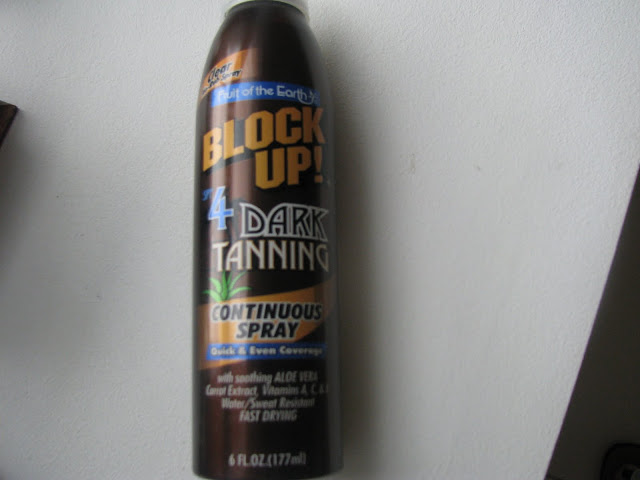 Clear
Fruit of the Earth
BLOCK
UP!
SPF
4 DARK
TANNING
CONTINUOUS
SPRAY
Quick & Even Coverage
with soothing ALOE VERA
Carrot Extract, Vitamins A, C, &
Water/Sweat Resistant
FAST DRYING
6 FL.OZ.(177ml)